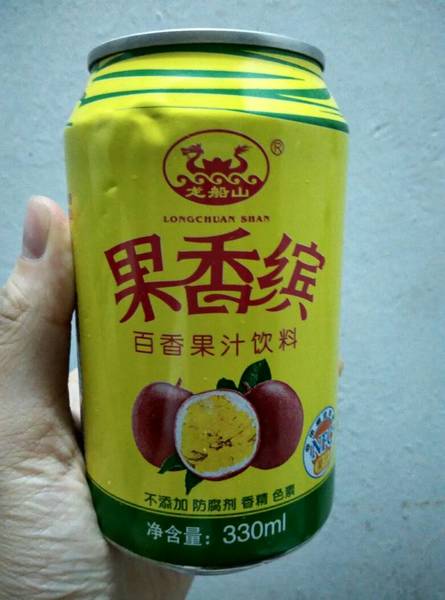 ®
龙船山
LONGCHUAN SHAN
果香缤
百香果汁饮料
NFC
不添加 防腐剂 香精 色素
净含量: 330ml